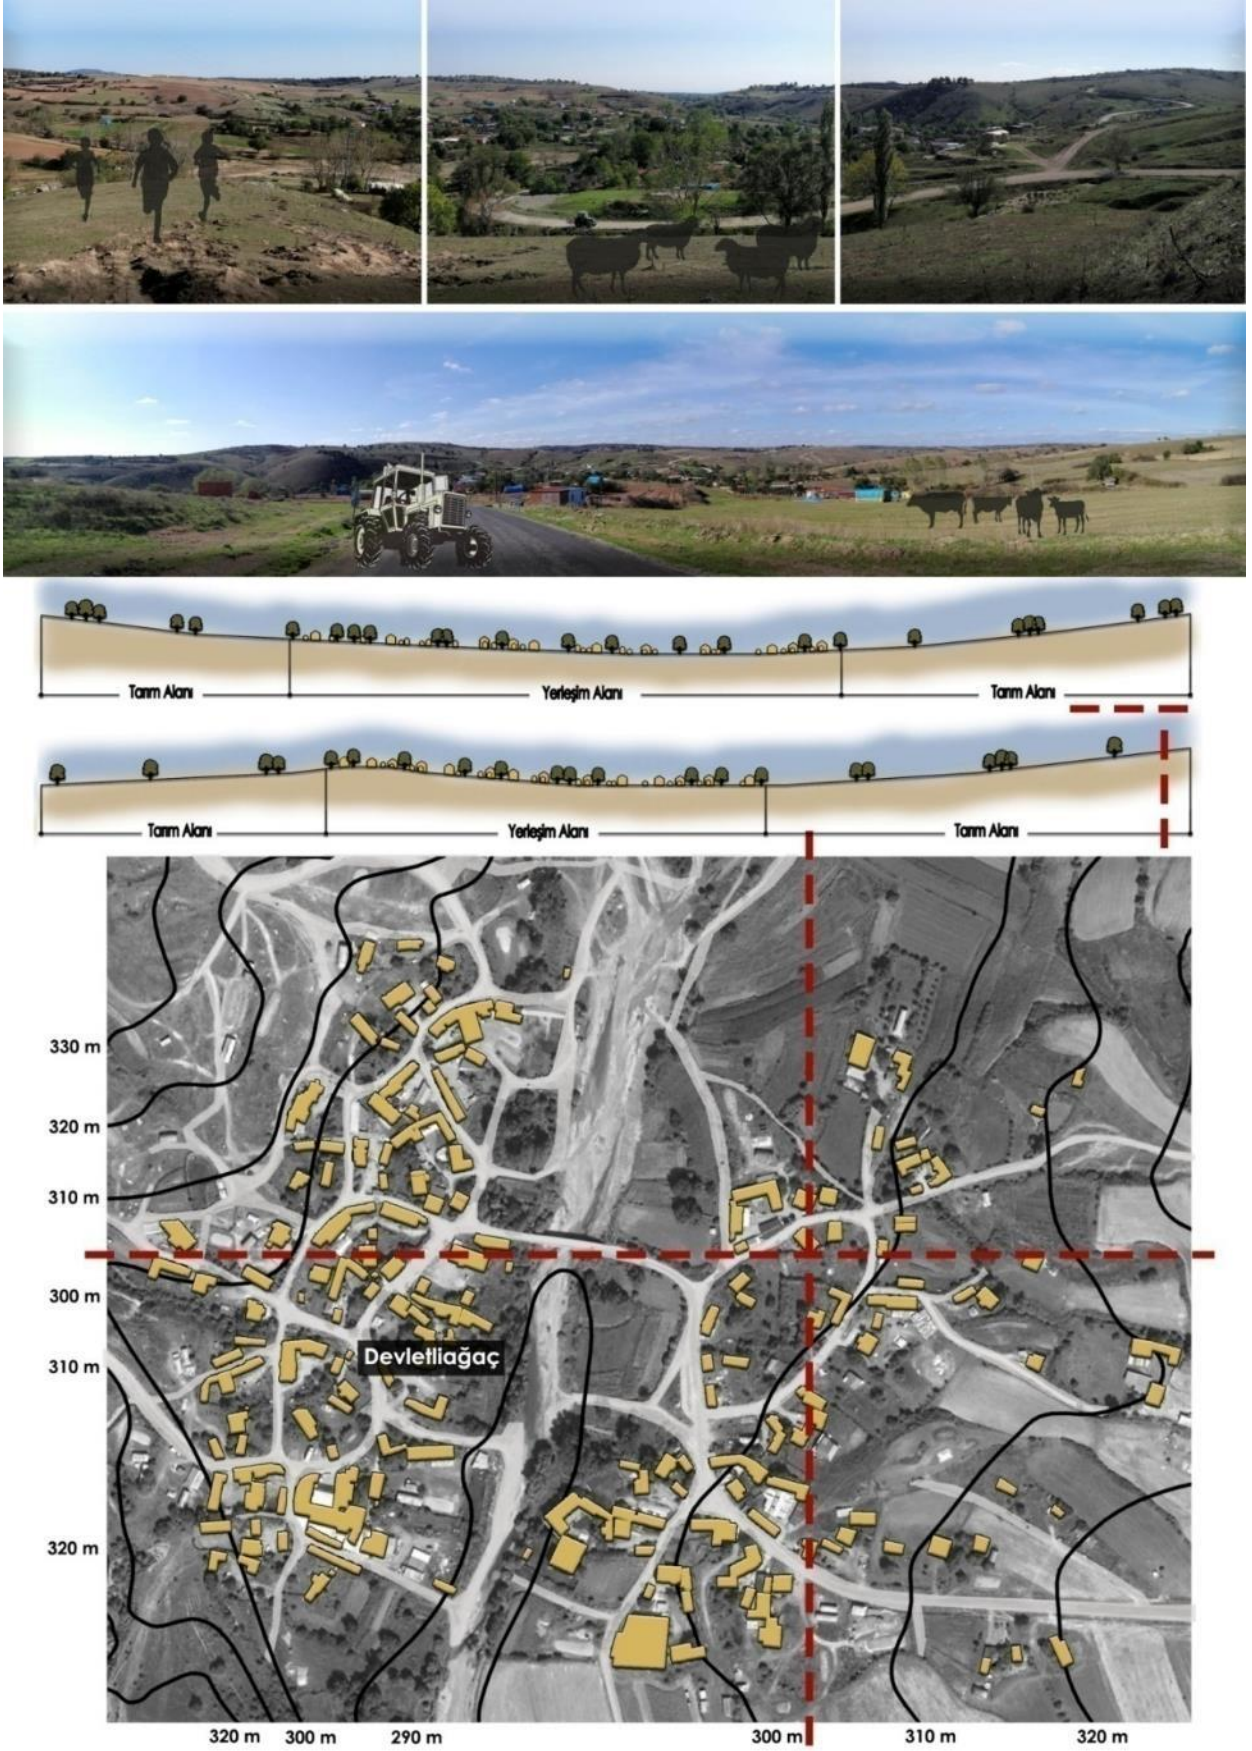 Tarım Alanı Yerleşim Alanı Tarım Alanı
Tarım Alanı Yerleşim Alanı Tarım Alanı
330 m
320 m
310 m
300 m
310 m
Devletliağaç
320 m
320 m 300 m 290 m 300 m 310 m 320 m